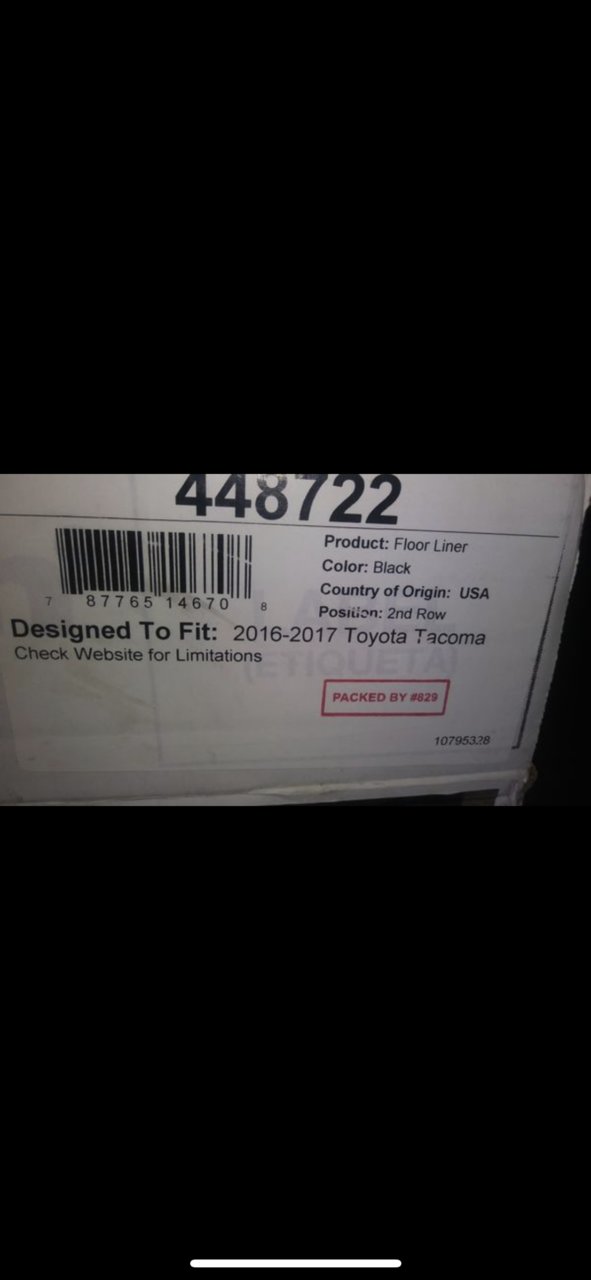 448722
Product: Floor Liner
Color: Black
Country of Origin: USA
Position: 2nd Row
7 87765 14670 8
Designed To Fit: 2016-2017 Toyota Tacoma
Check Website for Limitations
(ETIQUETA)
PACKED BY #829
10795328